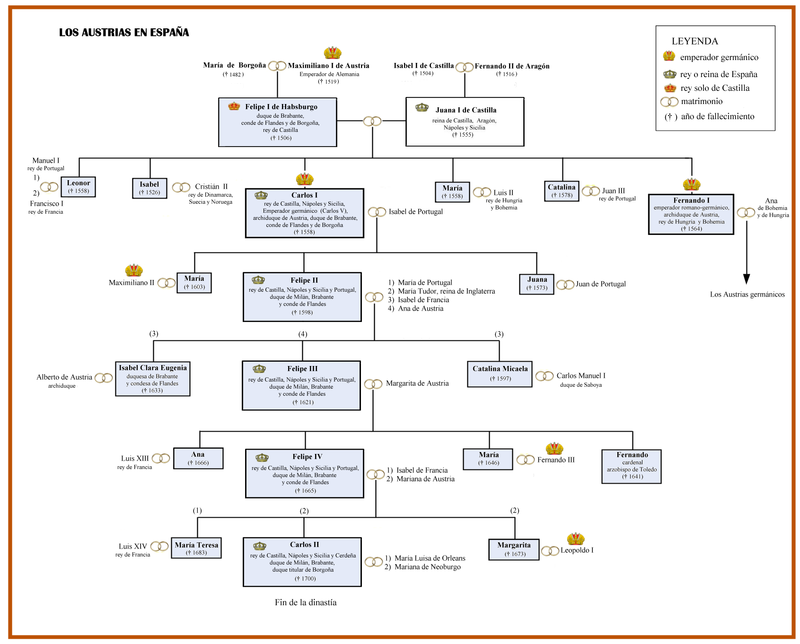 LOS AUSTRIAS EN ESPAÑA
LEYENDA
emperador germánico
rey o reina de España
rey solo de Castilla
matrimonio
(✝) año de fallecimiento
María de Borgoña
(✝ 1482)
Maximiliano I de Austria
Emperador de Alemania
(✝ 1519)
Isabel I de Castilla
(✝ 1504)
Fernando II de Aragón
(✝ 1516)
Felipe I de Habsburgo
duque de Brabante,
conde de Flandes y de Borgoña,
rey de Castilla
(✝ 1506)
Juana I de Castilla
reina de Castilla, Aragón,
Nápoles y Sicilia
(✝ 1555)
Manuel I
rey de Portugal
1)
2)
Francisco I
rey de Francia
Leonor
(✝ 1558)
Isabel
(✝ 1526)
Cristián II
rey de Dinamarca,
Suecia y Noruega
Carlos I
rey de Castilla, Nápoles y Sicilia,
Emperador germánico (Carlos V),
archiduque de Austria, duque de Brabante,
conde de Flandes y de Borgoña
(✝ 1558)
Isabel de Portugal
María
(✝ 1558)
Luis II
rey de Hungría
y Bohemia
Catalina
(✝ 1578)
Juan III
rey de Portugal
Fernando I
emperador romano-germánico,
archiduque de Austria,
rey de Hungría y Bohemia
(✝ 1564)
Ana
de Bohemia
y de Hungría
Los Austrias germánicos
Maximiliano II
María
(✝ 1603)
Felipe II
rey de Castilla, Nápoles y Sicilia y Portugal,
duque de Milán, Brabante
y conde de Flandes
(✝ 1598)
1) Maria de Portugal
2) Maria Tudor, reina de Inglaterra
3) Isabel de Francia
4) Ana de Austria
Juana
(✝ 1573)
Juan de Portugal
(3)
(4)
(3)
Alberto de Austria
archiduque
Isabel Clara Eugenia
duquesa de Brabante
y condesa de Flandes
(✝ 1633)
Felipe III
rey de Castilla, Nápoles y Sicilia y Portugal,
duque de Milán, Brabante
y conde de Flandes
(✝ 1621)
Margarita de Austria
Catalina Micaela
(✝ 1597)
Carlos Manuel I
duque de Saboya
Luis XIII
rey de Francia
Ana
(✝ 1666)
Felipe IV
rey de Castilla, Nápoles y Sicilia y Portugal,
duque de Milán, Brabante
y conde de Flandes
(✝ 1665)
1) Isabel de Francia
2) Mariana de Austria
María
(✝ 1646)
Fernando III
Fernando
cardenal
arzobispo de Toledo
(✝ 1641)
(1)
(2)
(2)
Luis XIV
rey de Francia
María Teresa
(✝ 1683)
Carlos II
rey de Castilla, Nápoles y Sicilia y Cerdeña
duque de Milán, Brabante,
duque titular de Borgoña
(✝ 1700)
1) Maria Luisa de Orleans
2) Mariana de Neoburgo
Margarita
(✝ 1673)
Leopoldo I
Fin de la dinastía